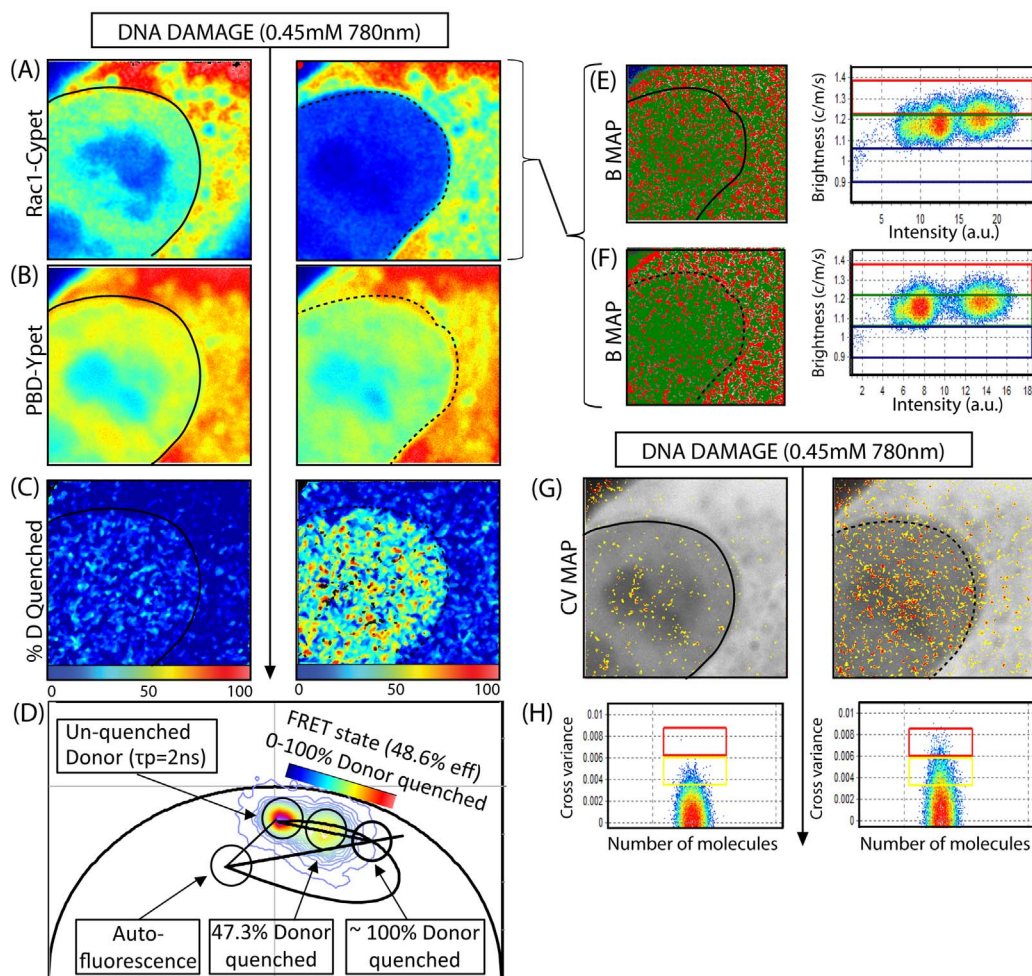 DNA DAMAGE (0.45mM 780nm)
(A)
Rac1-Cypet
(B)
PBD-Ypet
(C)
% D Quenched
0 50 100
0 50 100
(D)
Un-quenched
Donor (τp=2ns)
FRET state (48.6% eff)
0-100% Donor quenched
Auto-
fluorescence
47.3% Donor
quenched
~ 100% Donor
quenched
(E)
B MAP
Brightness (c/m/s)
1.4
1.3
1.2
1.1
1.0
0.9
5 10 15 20
Intensity (a.u.)
(F)
B MAP
Brightness (c/m/s)
1.4
1.3
1.2
1.1
1.0
0.9
2 4 6 8 10 12 14 16 18
Intensity (a.u.)
DNA DAMAGE (0.45mM 780nm)
(G)
CV MAP
(H)
Cross variance
0.01
0.008
0.006
0.004
0.002
0
Number of molecules
Cross variance
0.01
0.008
0.006
0.004
0.002
0
Number of molecules